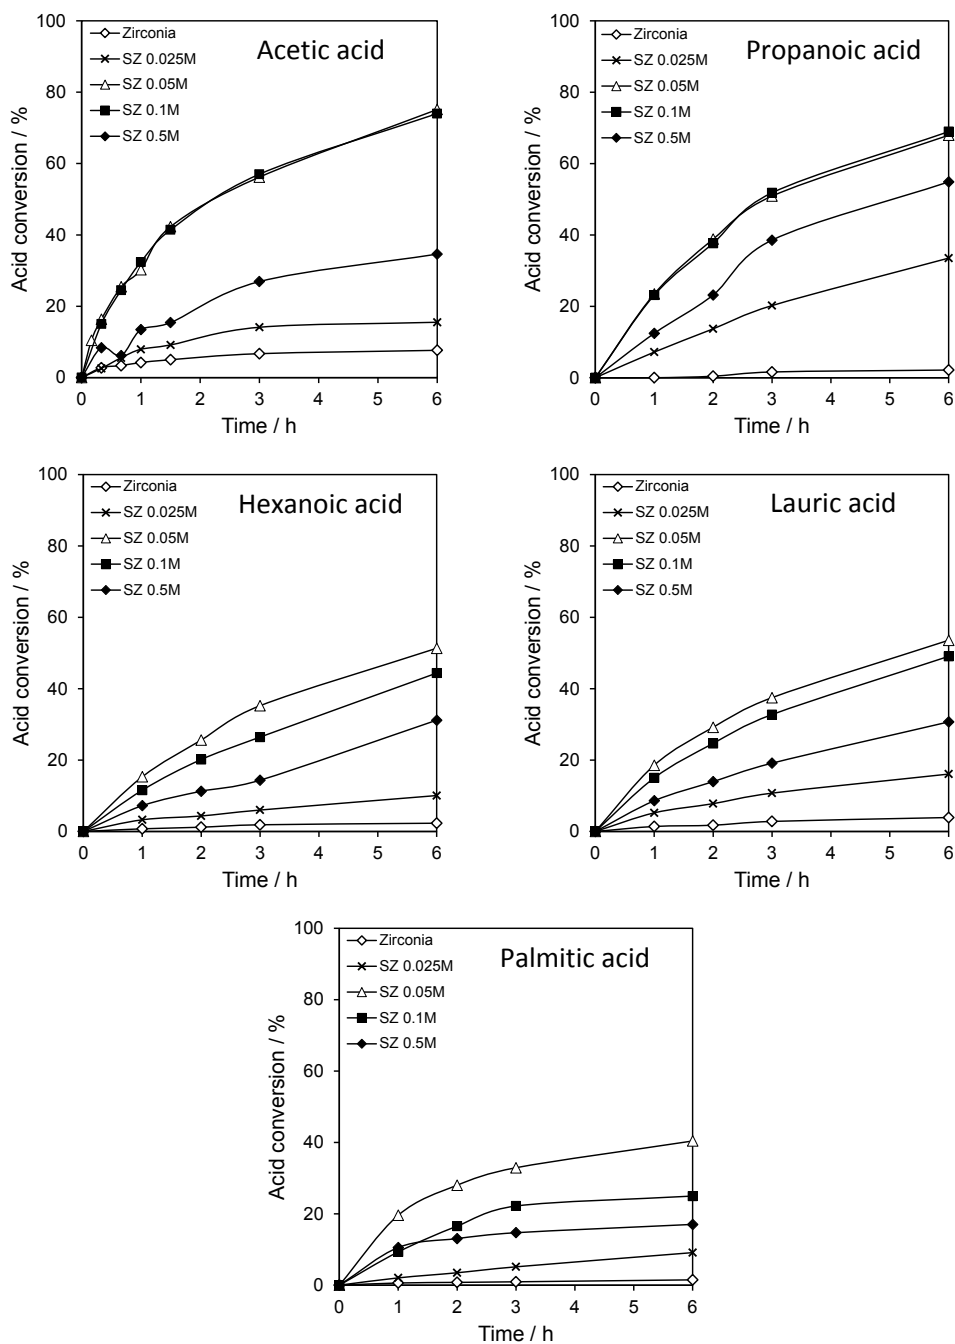 Acetic acid
Zirconia
SZ 0.025M
SZ 0.05M
SZ 0.1M
SZ 0.5M
Acid conversion / %
100
80
60
40
20
0
0 1 2 3 4 5 6
Time / h
Propanoic acid
Zirconia
SZ 0.025M
SZ 0.05M
SZ 0.1M
SZ 0.5M
Acid conversion / %
100
80
60
40
20
0
0 1 2 3 4 5 6
Time / h
Hexanoic acid
Zirconia
SZ 0.025M
SZ 0.05M
SZ 0.1M
SZ 0.5M
Acid conversion / %
100
80
60
40
20
0
0 1 2 3 4 5 6
Time / h
Lauric acid
Zirconia
SZ 0.025M
SZ 0.05M
SZ 0.1M
SZ 0.5M
Acid conversion / %
100
80
60
40
20
0
0 1 2 3 4 5 6
Time / h
Palmitic acid
Zirconia
SZ 0.025M
SZ 0.05M
SZ 0.1M
SZ 0.5M
Acid conversion / %
100
80
60
40
20
0
0 1 2 3 4 5 6
Time / h